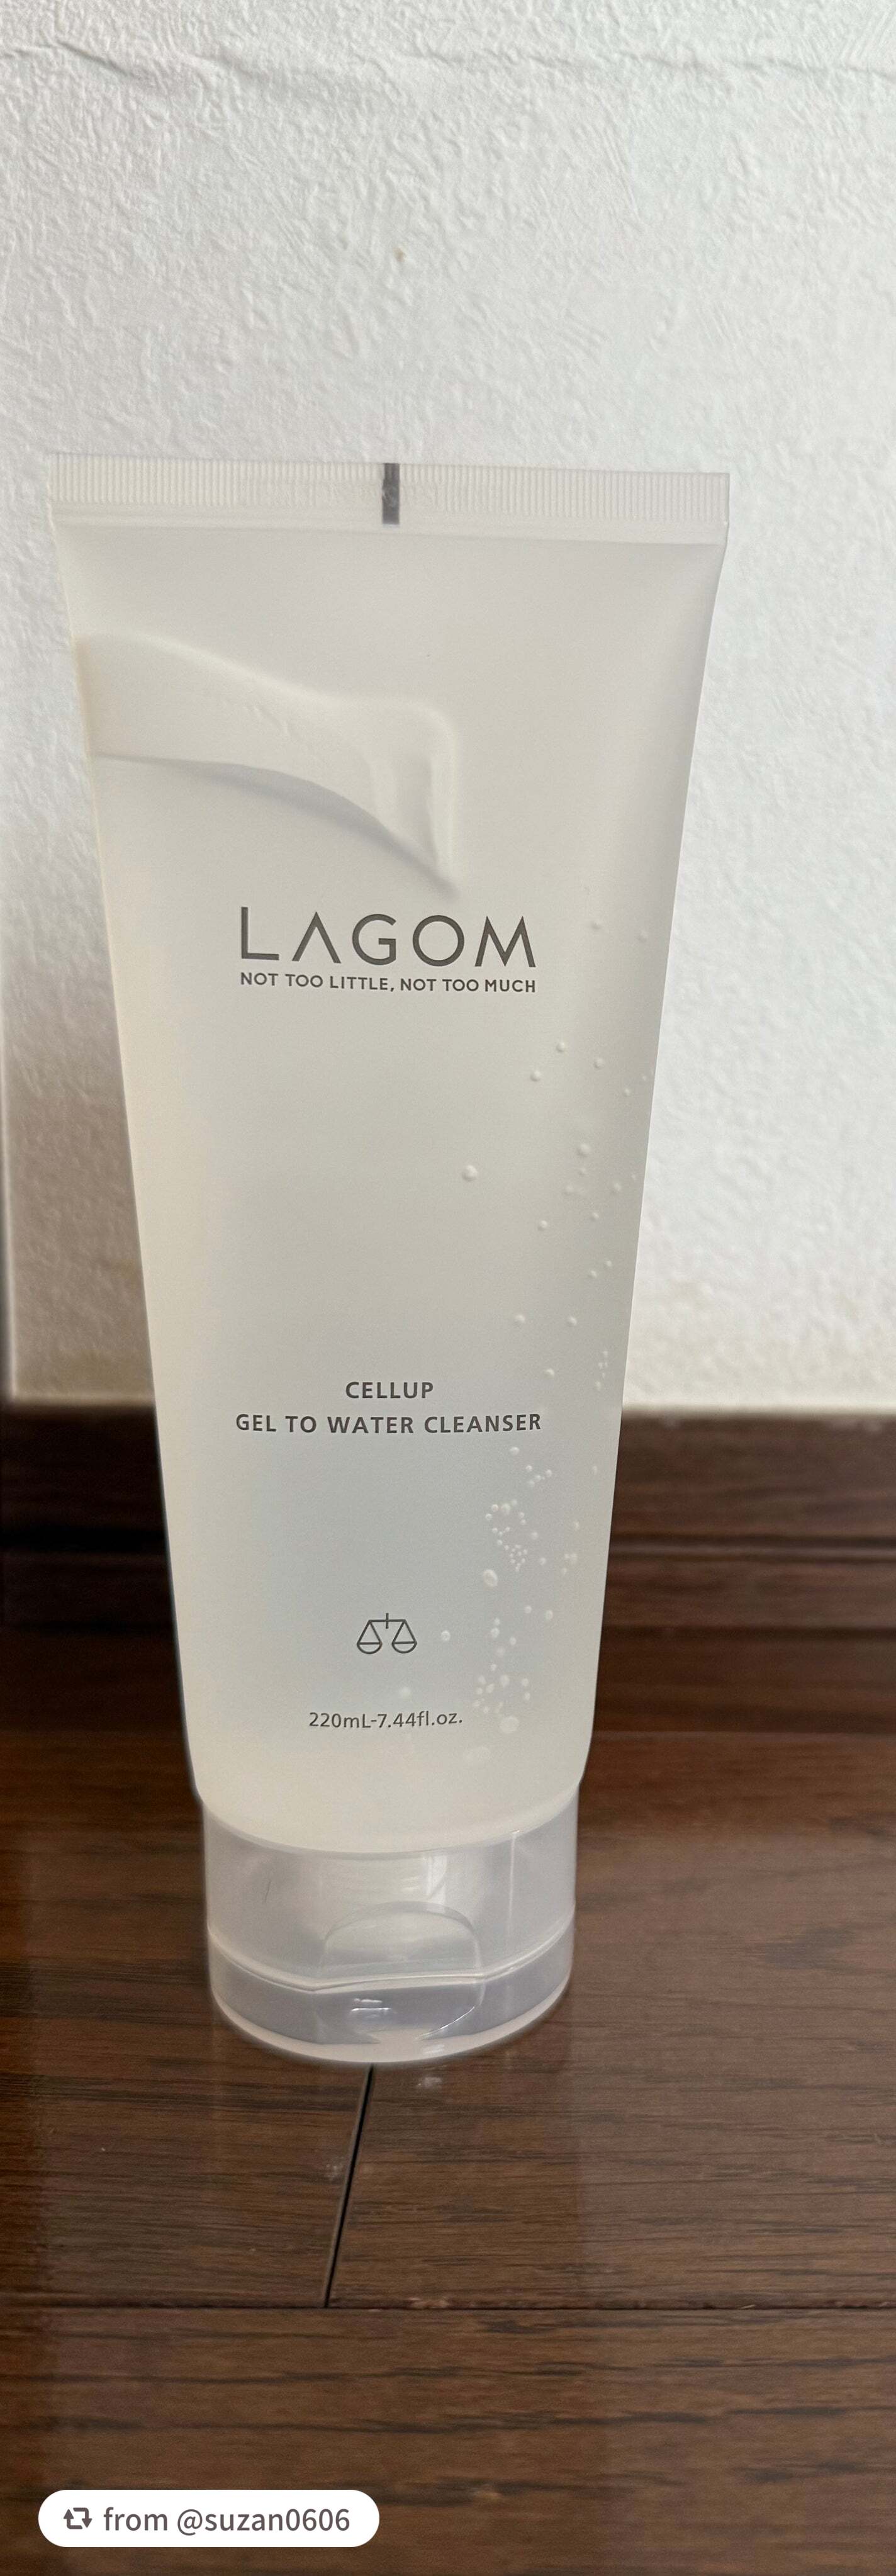 LAGOM
NOT TOO LITTLE, NOT TOO MUCH
CELLUP
GEL TO WATER CLEANSER
220mL-7.44fl.oz.
from @suzan0606